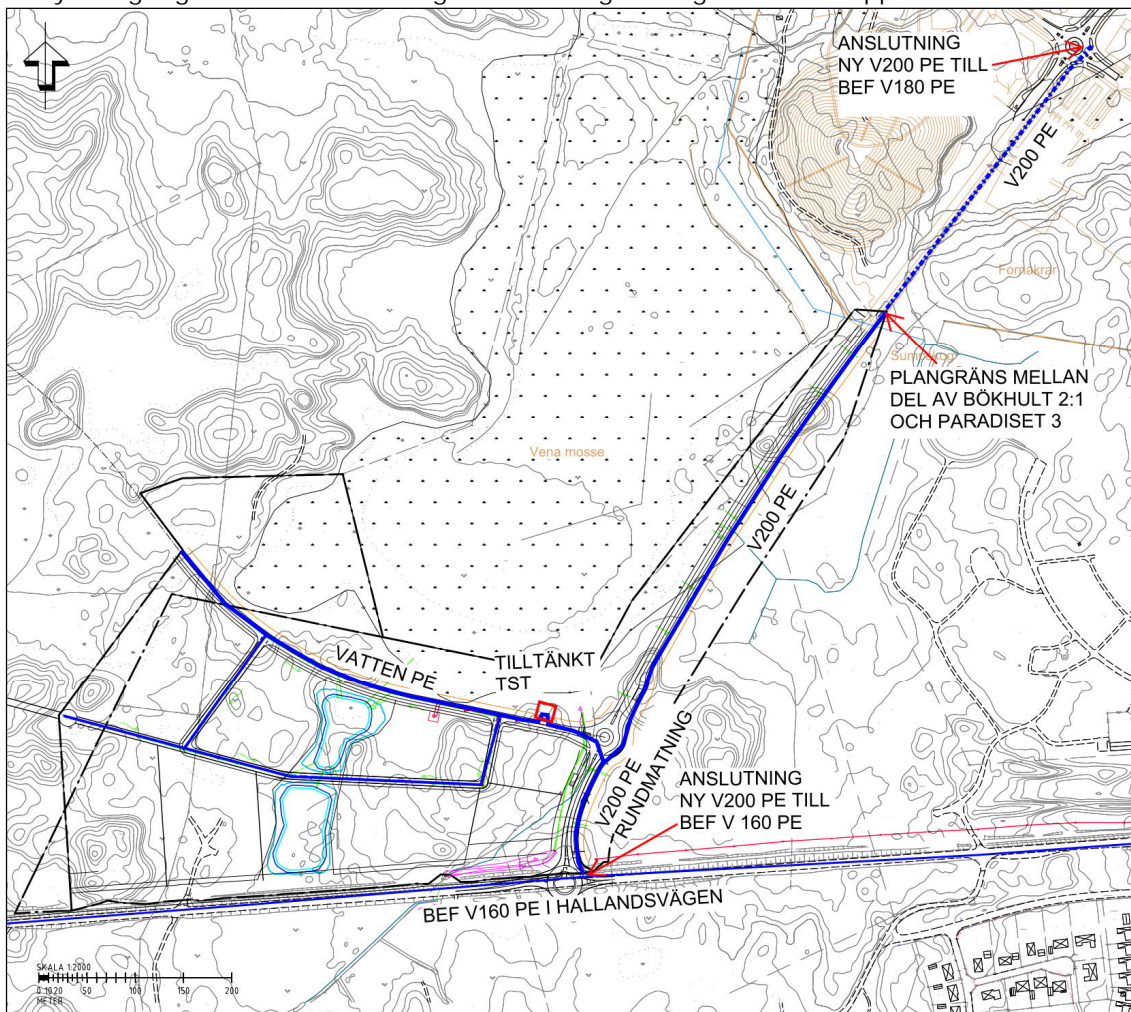 ANSLUTNING
NY V200 PE TILL
BEF V180 PE
V200 PE
Fornåkrar
Sumpskog
PLANGRÄNS MELLAN
DEL AV BÖKHULT 2:1
OCH PARADISET 3
Vena mosse
V200 PE
VATTEN PE
TILLTÄNKT
TST
V200 PE
RUNDMATNING
ANSLUTNING
NY V200 PE TILL
BEF V 160 PE
BEF V160 PE I HALLANDSVÄGEN
SKALA 1:2000
0 10 20 50 100 150 200
METER